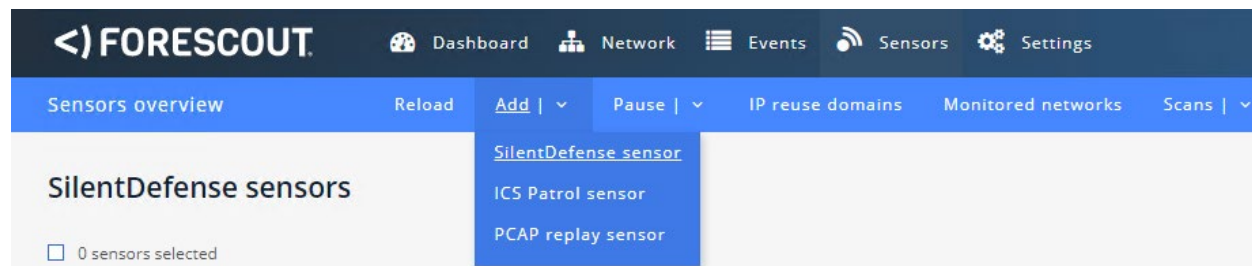 <) FORESCOUT. Dashboard Network Events Sensors Settings
Sensors overview Reload Add | Pause | IP reuse domains Monitored networks Scans |
SilentDefense sensor
SilentDefense sensors
ICS Patrol sensor
PCAP replay sensor
0 sensors selected